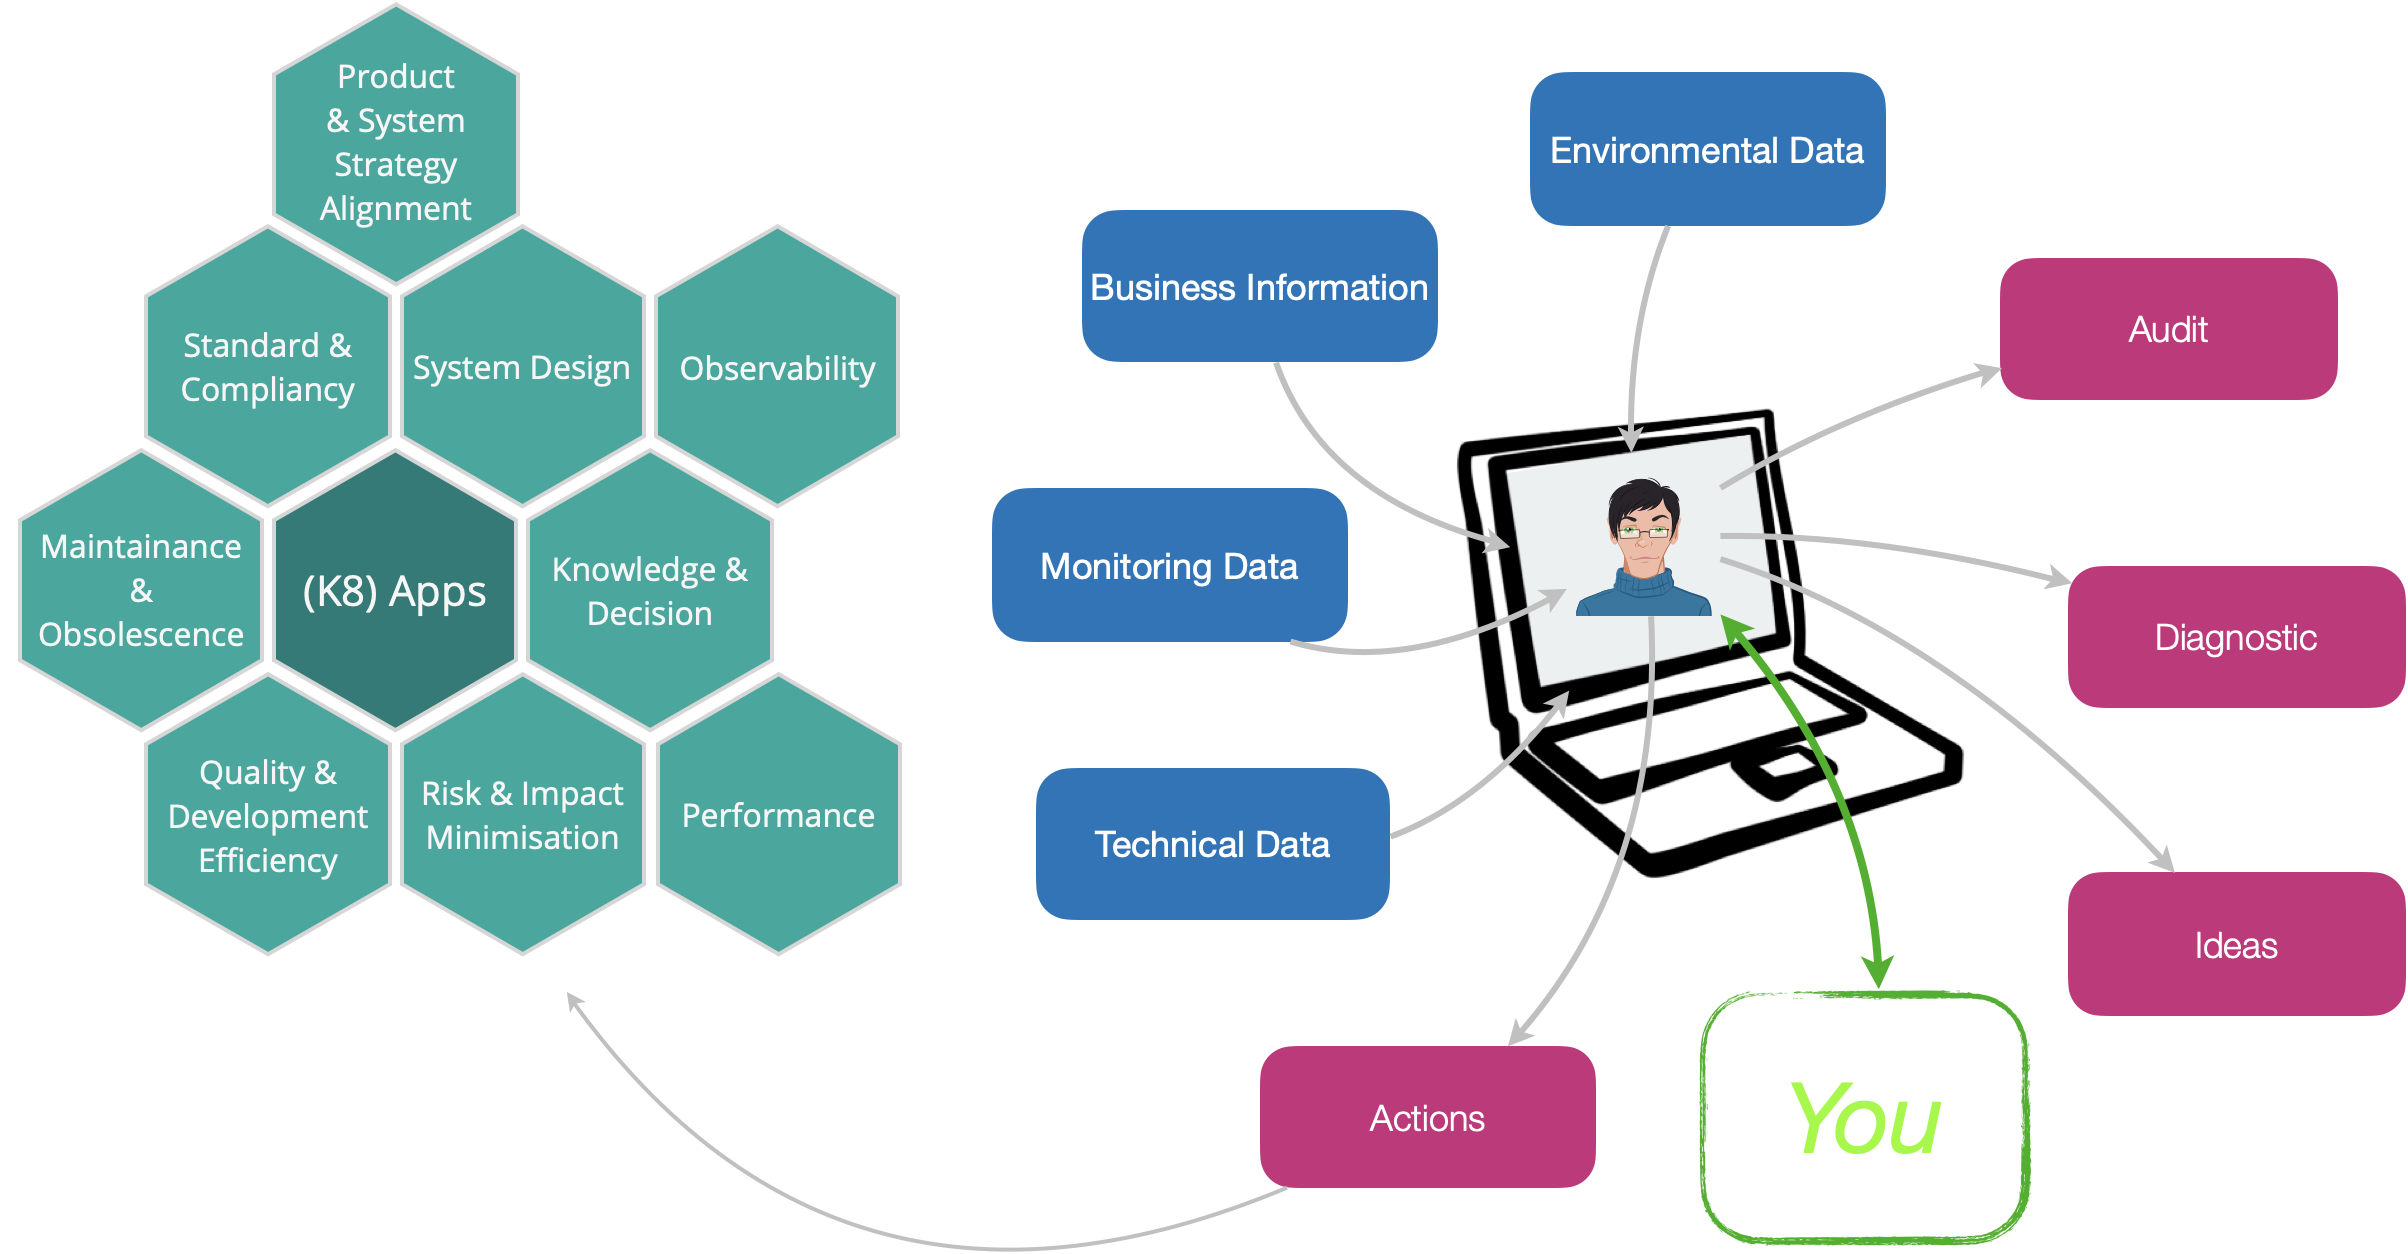 Product
& System
Strategy
Alignment
Standard &
Compliancy
System Design
Observability
Maintainance
&
Obsolescence
(K8) Apps
Knowledge &
Decision
Quality &
Development
Efficiency
Risk & Impact
Minimisation
Performance
Environmental Data
Business Information
Monitoring Data
Technical Data
Audit
Diagnostic
Ideas
Actions
You